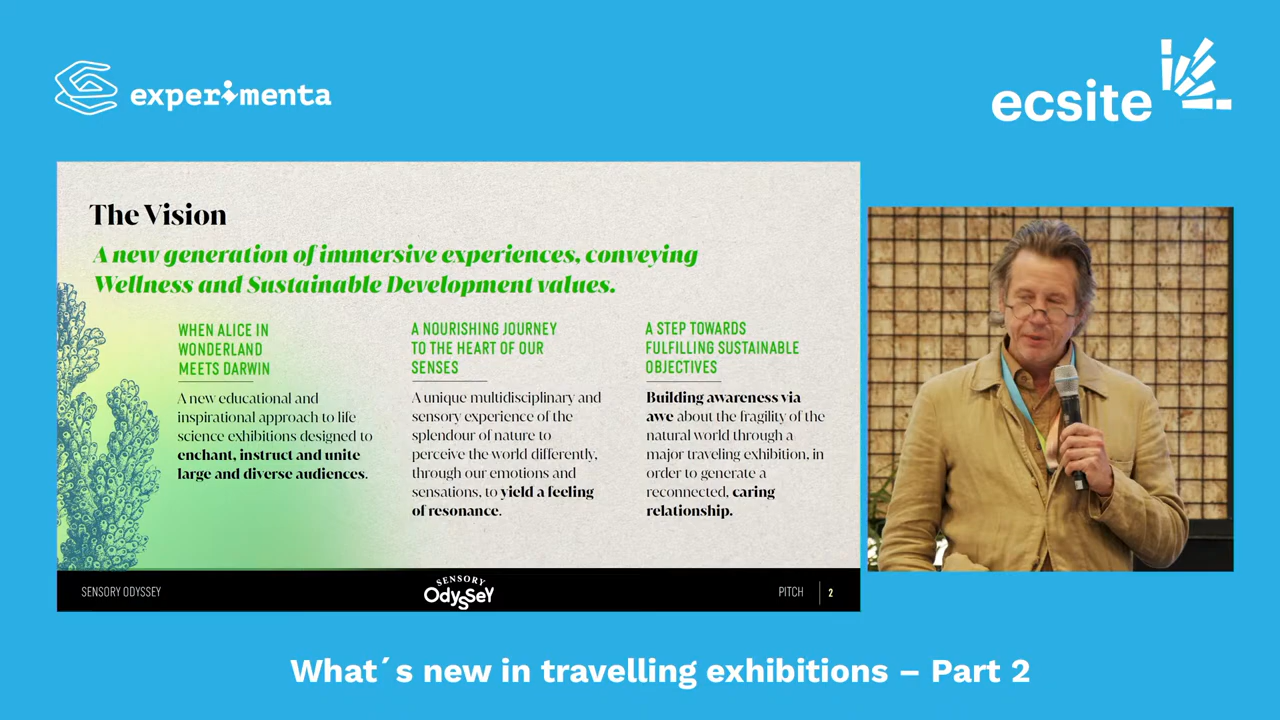 experimenta
ecsite
The Vision
A new generation of immersive experiences, conveying
Wellness and Sustainable Development values.
WHEN ALICE IN
WONDERLAND
MEETS DARWIN
A new educational and
inspirational approach to life
science exhibitions designed to
enchant, instruct and unite
large and diverse audiences.
A NOURISHING JOURNEY
TO THE HEART OF OUR
SENSES
A unique multidisciplinary and
sensory experience of the
splendour of nature to
perceive the world differently,
through our emotions and
sensations, to yield a feeling
of resonance.
A STEP TOWARDS
FULFILLING SUSTAINABLE
OBJECTIVES
Building awareness via
awe about the fragility of the
natural world through a
major traveling exhibition, in
order to generate a
reconnected, caring
relationship.
SENSORY ODYSSEY
SENSORY
OdySSeY
PITCH 2
What´s new in travelling exhibitions – Part 2